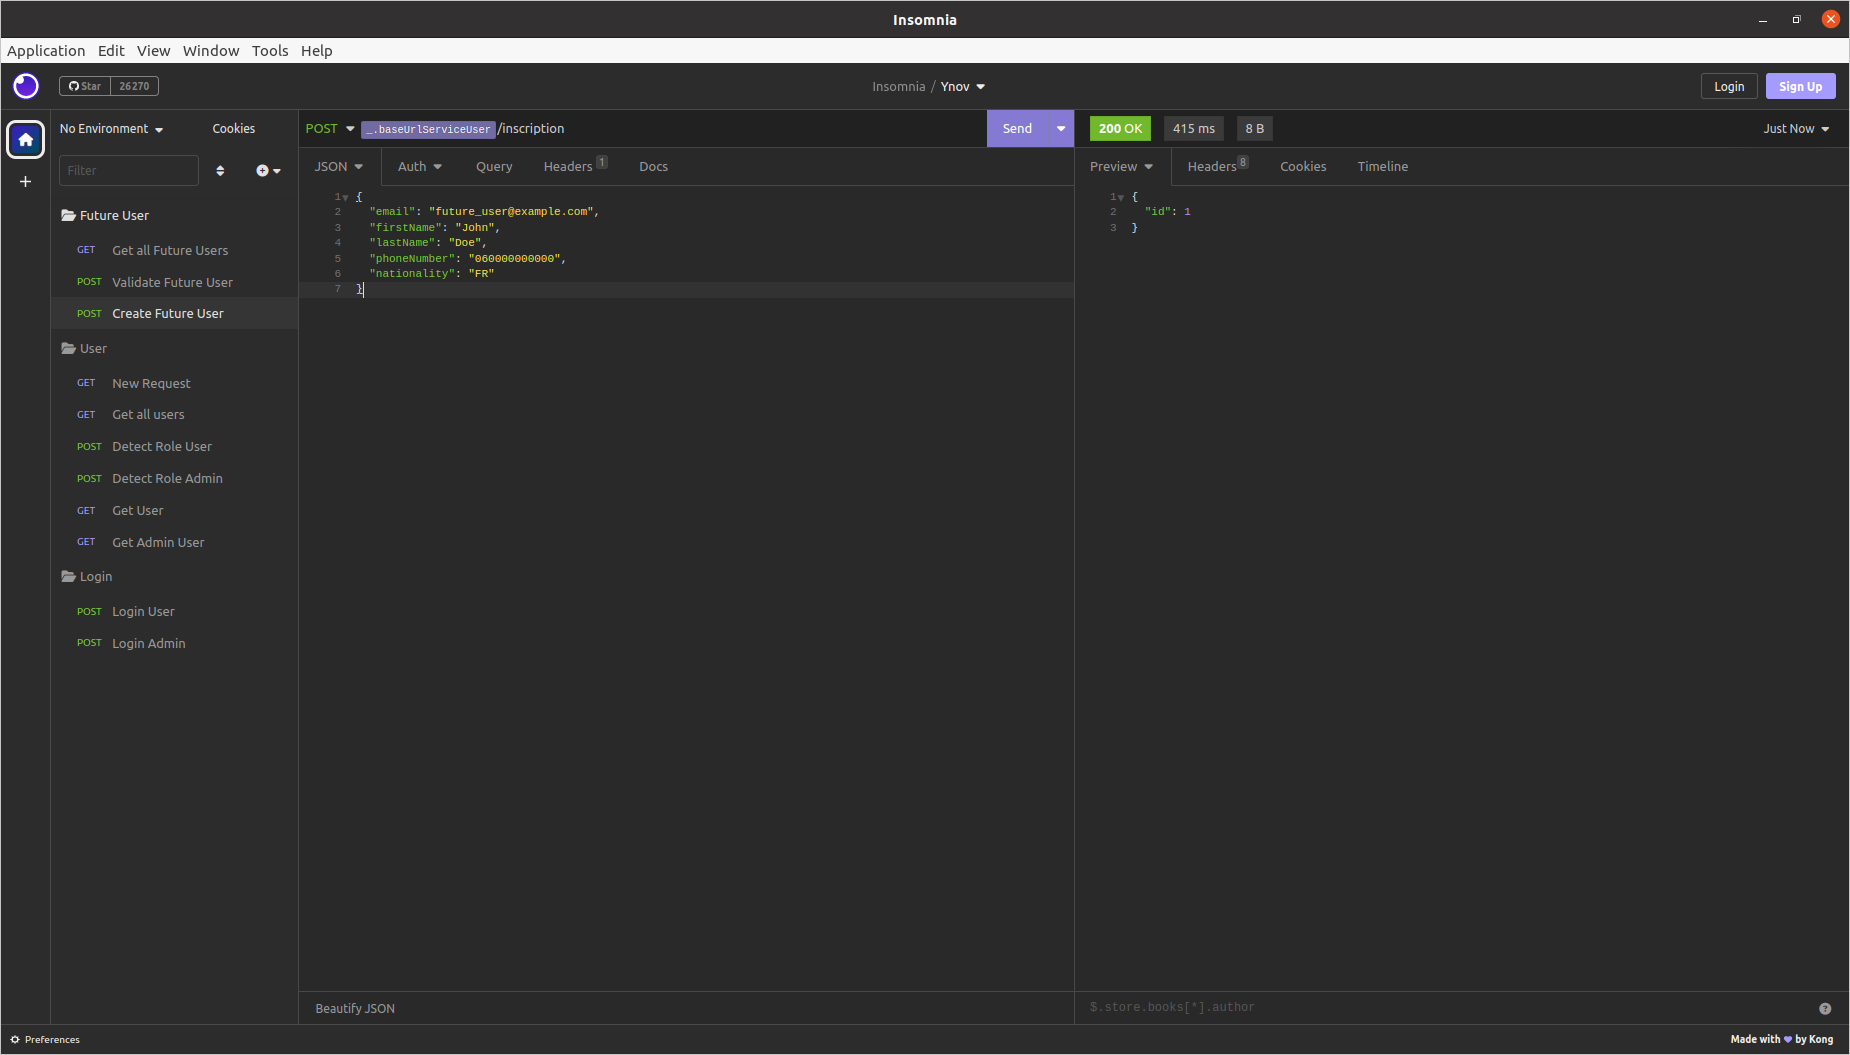 Insomnia
Application Edit View Window Tools Help
Star 26270
Insomnia / Ynov
Login Sign Up
No Environment Cookies
Filter
Future User
GET Get all Future Users
POST Validate Future User
POST Create Future User
User
GET New Request
GET Get all users
POST Detect Role User
POST Detect Role Admin
GET Get User
GET Get Admin User
Login
POST Login User
POST Login Admin
POST _.baseUrlServiceUser /inscription Send
JSON Auth Query Headers 1 Docs
1 {
2 "email": "future_user@example.com",
3 "firstName": "John",
4 "lastName": "Doe",
5 "phoneNumber": "060000000000",
6 "nationality": "FR"
7 }
Beautify JSON
200 OK 415 ms 8 B Just Now
Preview Headers 8 Cookies Timeline
1 {
2 "id": 1
3 }
$.store.books[*].author ?
Preferences
Made with by Kong